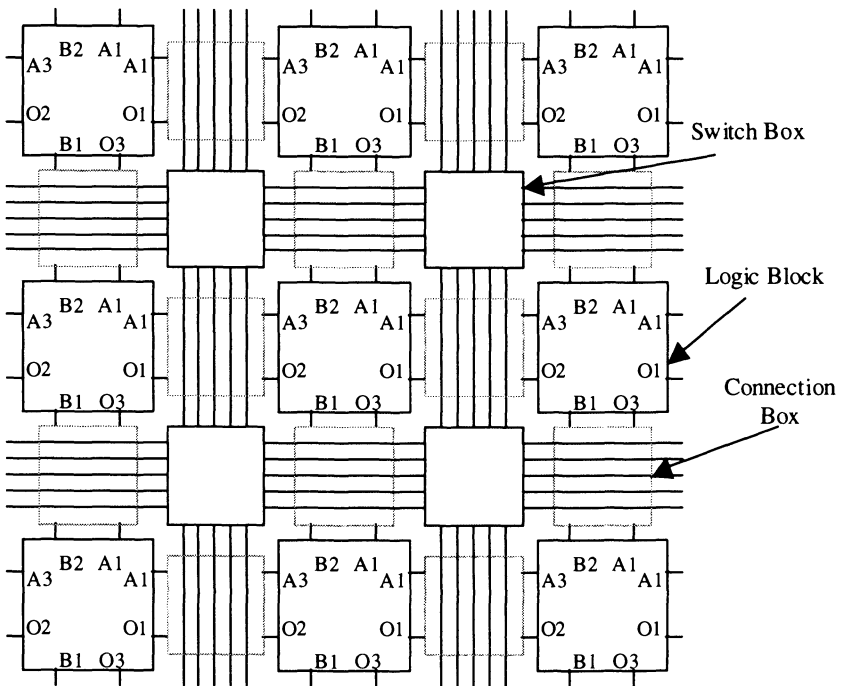 B2 A1 B2 A1 B2 A1
A3 A1 A3 A1 A3 A1
O2 O1 O2 O1 O2 O1
B1 O3 B1 O3 B1 O3
Switch Box
B2 A1 B2 A1 B2 A1
A3 A1 A3 A1 A3 A1
O2 O1 O2 O1 O2 O1
B1 O3 B1 O3 B1 O3
Logic Block
Connection
Box
B2 A1 B2 A1 B2 A1
A3 A1 A3 A1 A3 A1
O2 O1 O2 O1 O2 O1
B1 O3 B1 O3 B1 O3